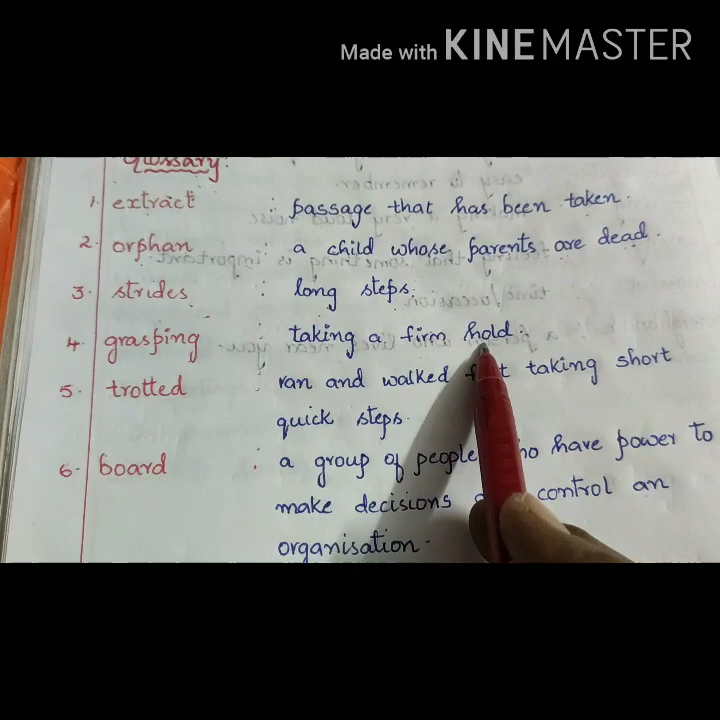 Made with KINEMASTER
Glossary:
1. extract : passage that has been taken.
2. orphan : a child whose parents are dead.
3. strides : long steps.
4. grasping : taking a firm hold.
5. trotted : ran and walked taking short
quick steps.
6. board : a group of people have power to
make decisions control an
organisation.